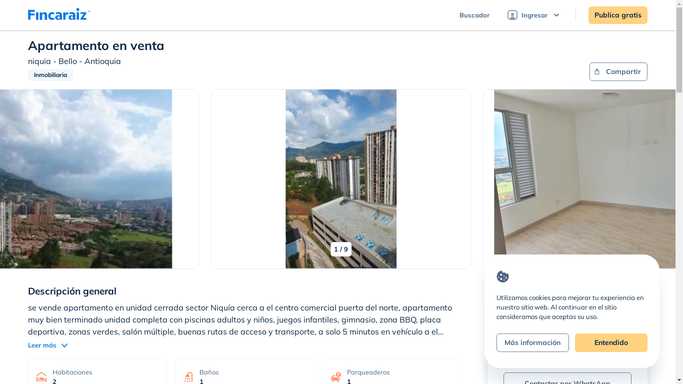 Fincaraiz
Buscador
Ingresar
Publica gratis
Apartamento en venta
niquia - Bello - Antioquia
Inmobiliaria
Compartir
1 / 9
Descripción general
se vende apartamento en unidad cerrada sector Niquía cerca a el centro comercial puerta del norte, apartamento
muy bien terminado unidad completa con piscinas adultos y niños, juegos infantiles, gimnasio, zona BBQ, placa
deportiva, zonas verdes, salón múltiple, buenas rutas de acceso y transporte, a solo 5 minutos en vehículo a el...
Leer más
Habitaciones
2
Baños
1
Parqueaderos
1
Utilizamos cookies para mejorar tu experiencia en
nuestro sitio web. Al continuar en el sitio
consideramos que aceptas su uso.
Más información
Entendido
Contactar por WhatsApp